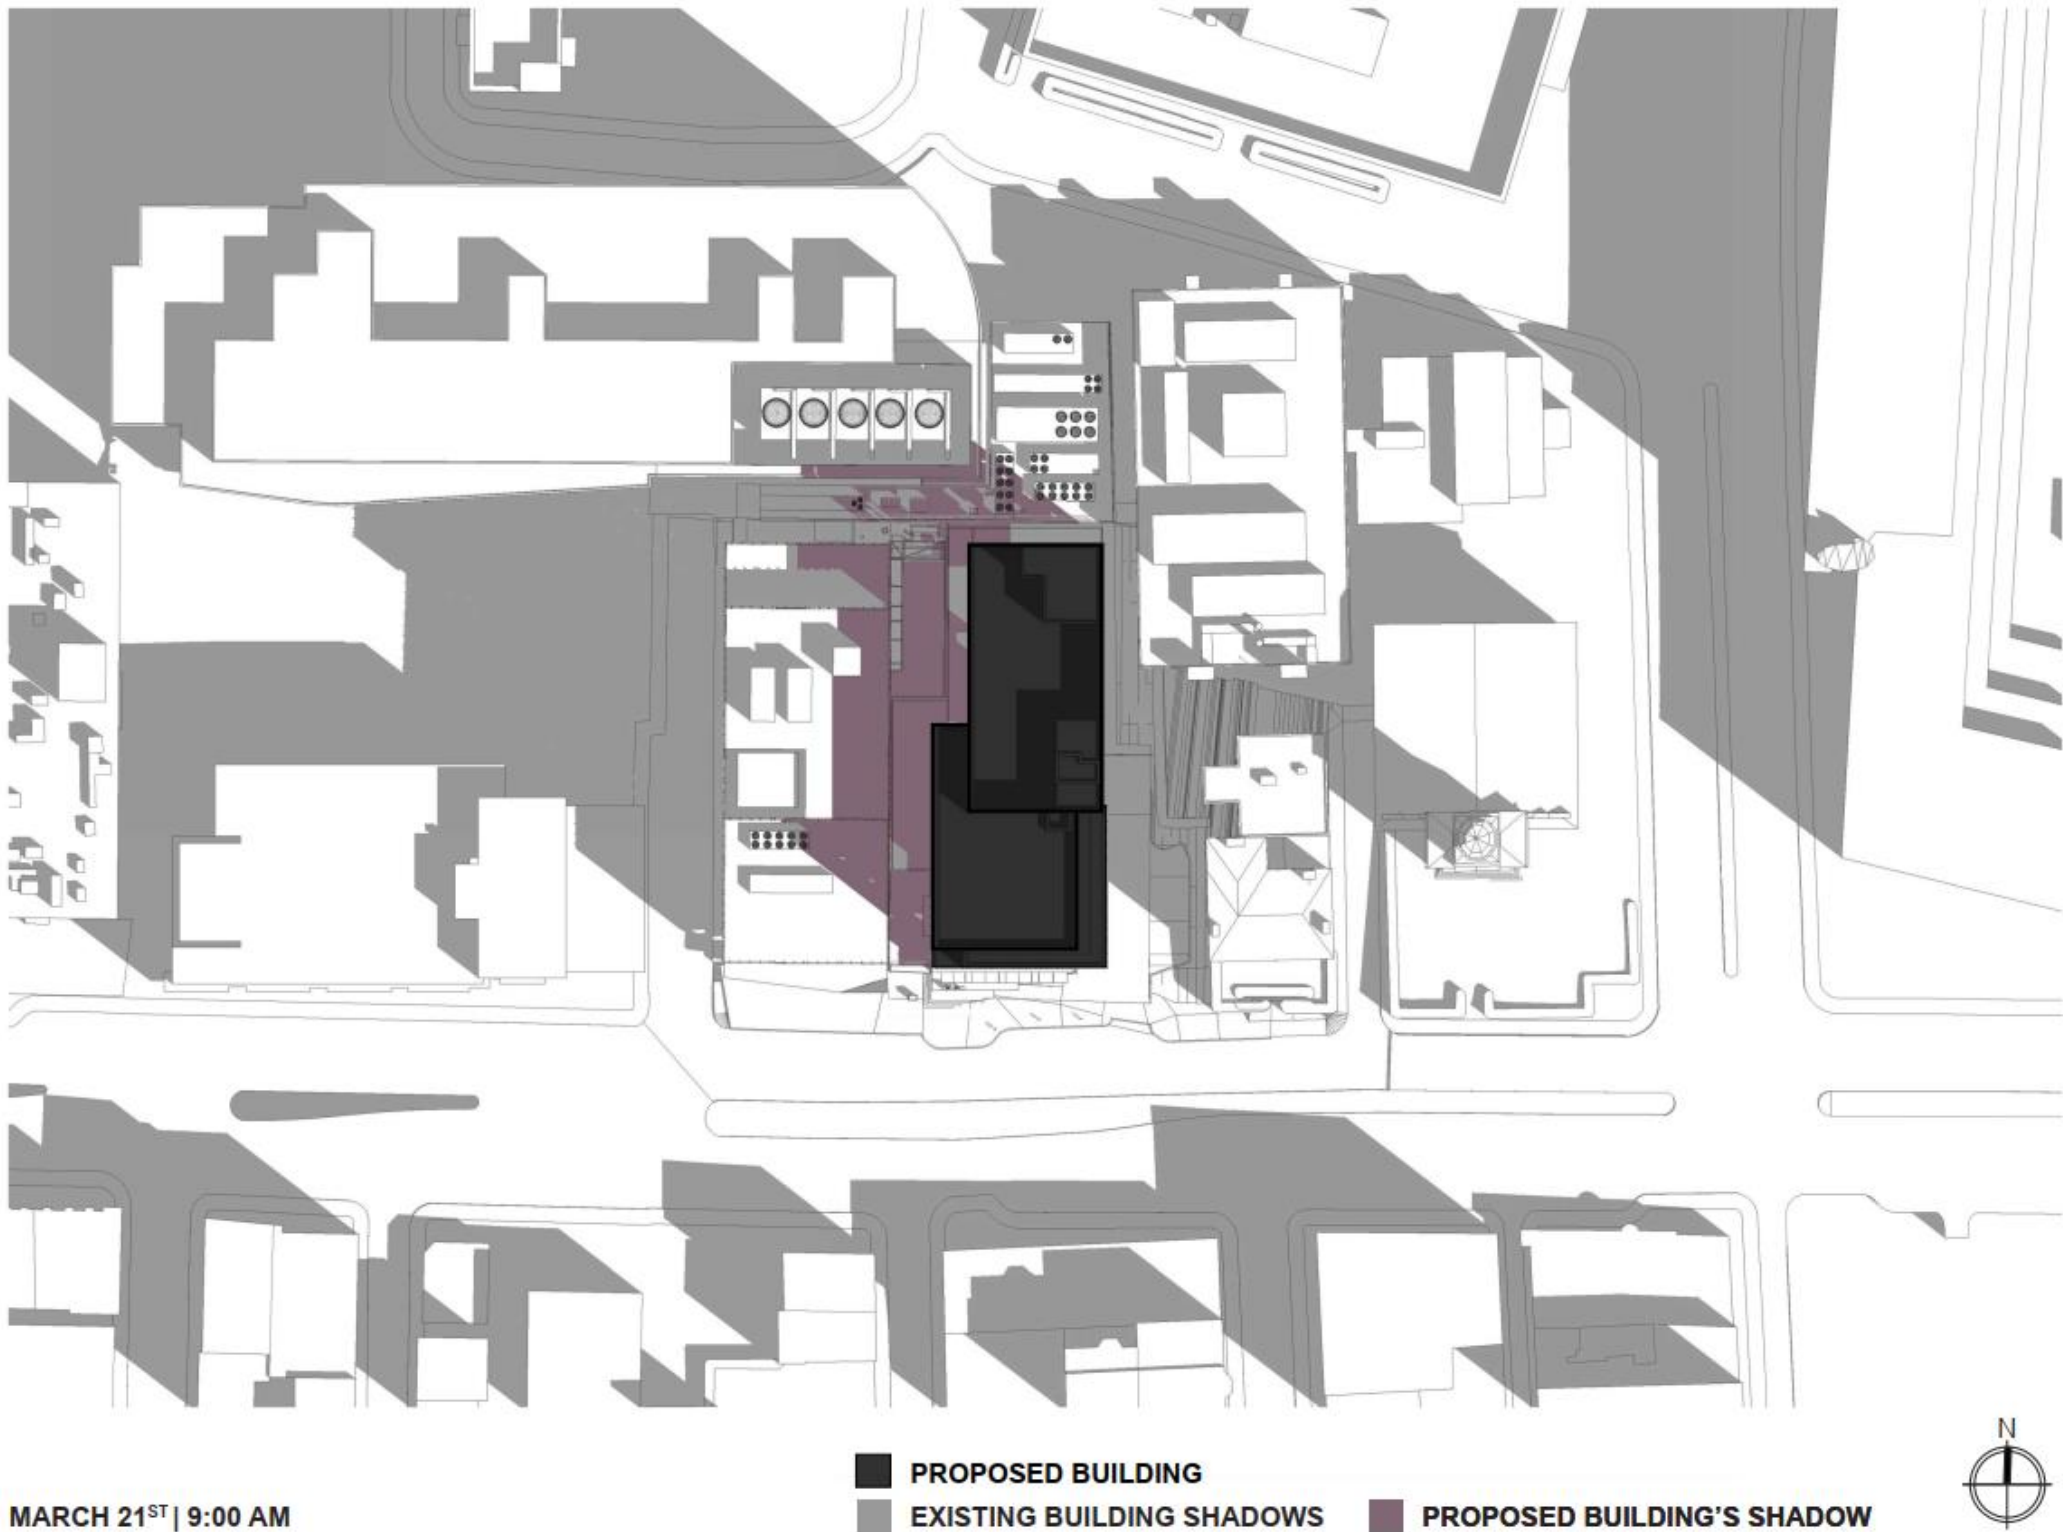 N
PROPOSED BUILDING
MARCH 21ST | 9:00 AM
EXISTING BUILDING SHADOWS
PROPOSED BUILDING'S SHADOW